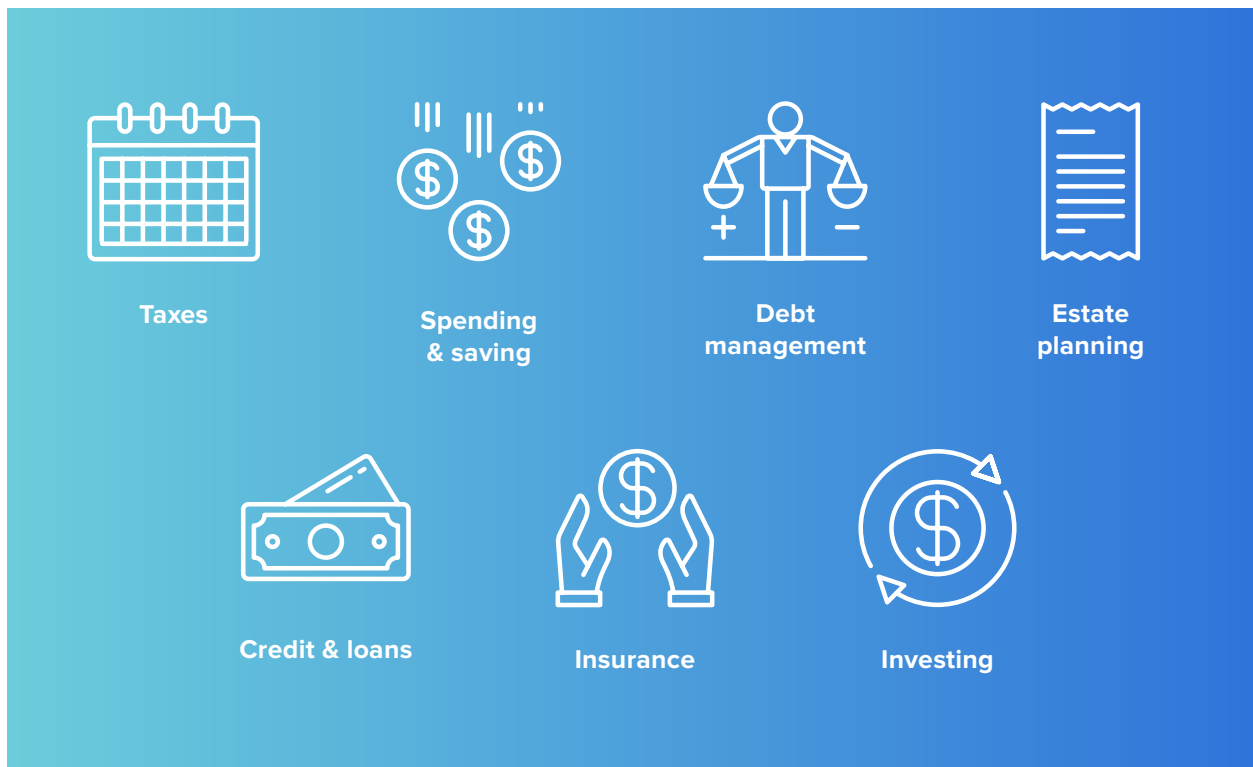 Taxes
Spending
& saving
Debt
management
Estate
planning
Credit & loans
Insurance
Investing